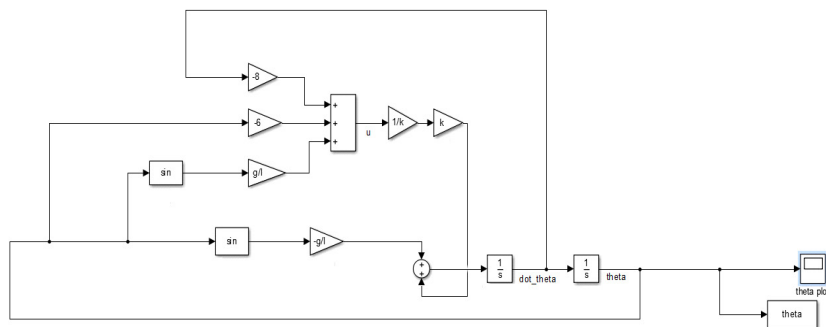 -8
+
-6
+
1/k
k
+
u
sin
g/l
sin
-g/l
+
+
1
s
dot_theta
1
s
theta
theta plo
theta